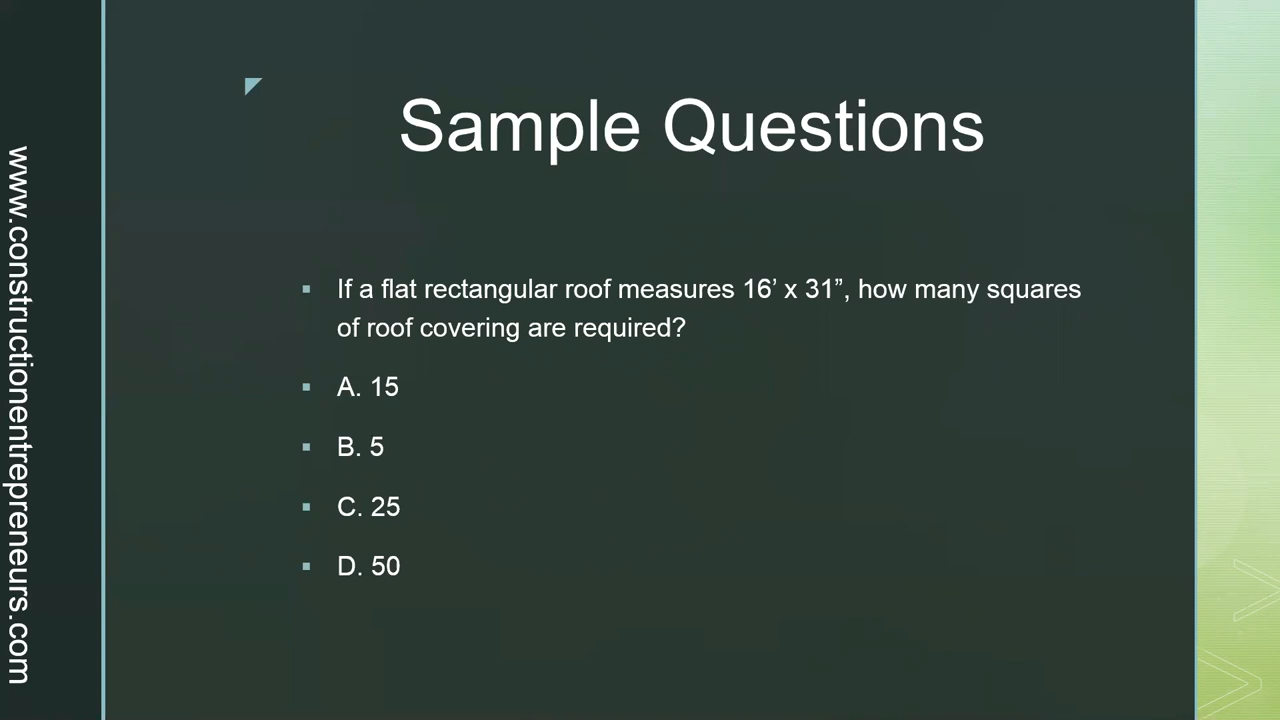 www.constructionentrepreneurs.com
Sample Questions
▪ If a flat rectangular roof measures 16’ x 31”, how many squares
of roof covering are required?
▪ A. 15
▪ B. 5
▪ C. 25
▪ D. 50